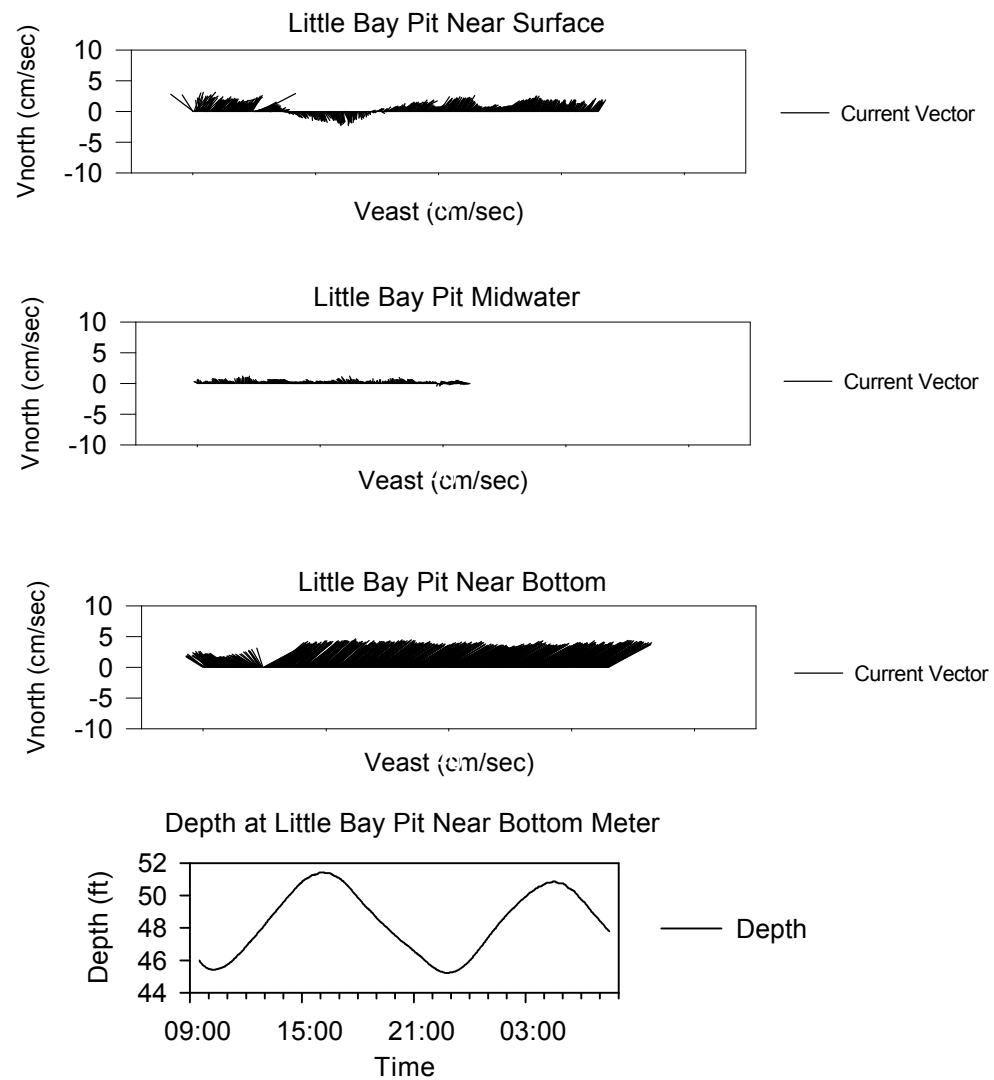 Little Bay Pit Near Surface
10
5
0
-5
-10
Vnorth (cm/sec)
Current Vector
Veast (cm/sec)
Little Bay Pit Midwater
10
5
0
-5
-10
Vnorth (cm/sec)
Current Vector
Veast (cm/sec)
Little Bay Pit Near Bottom
10
5
0
-5
-10
Vnorth (cm/sec)
Current Vector
Veast (cm/sec)
Depth at Little Bay Pit Near Bottom Meter
52
50
48
46
44
Depth (ft)
Depth
09:00 15:00 21:00 03:00
Time